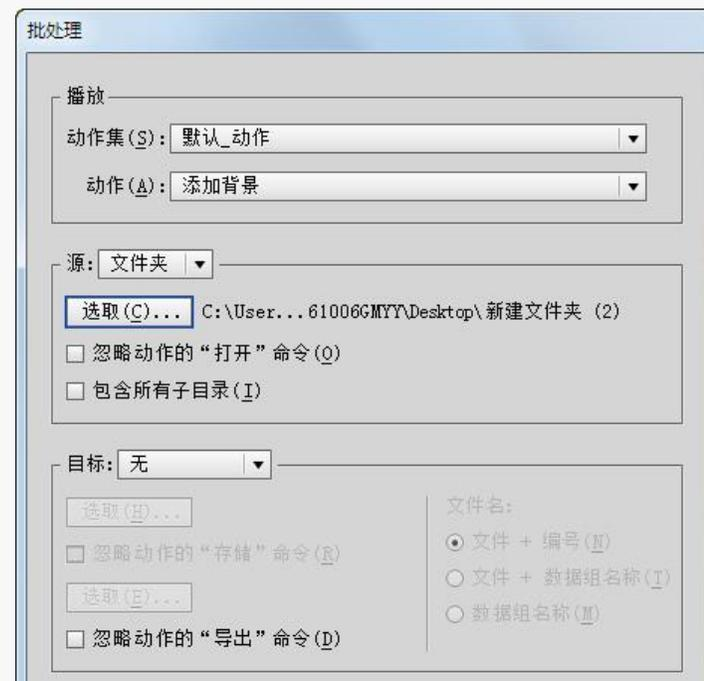 批处理
播放
动作集(S): 默认_动作
动作(A): 添加背景
源: 文件夹
选取(C)... C:\User...61006GMYY\Desktop\新建文件夹 (2)
忽略动作的“打开”命令(O)
包含所有子目录(I)
目标: 无
选取(H)...
忽略动作的“存储”命令(R)
选取(E)...
忽略动作的“导出”命令(D)
文件名:
文件 + 编号(N)
文件 + 数据组名称(T)
数据组名称(M)